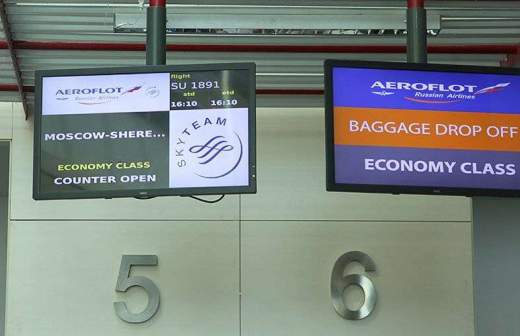 AEROFLOT
Russian Airlines
flight
SU 1891
std etd
16:10 16:10
MOSCOW-SHERE...
ECONOMY CLASS
COUNTER OPEN
SKYTEAM
AEROFLOT
Russian Airlines
BAGGAGE DROP OFF
ECONOMY CLASS
5
6